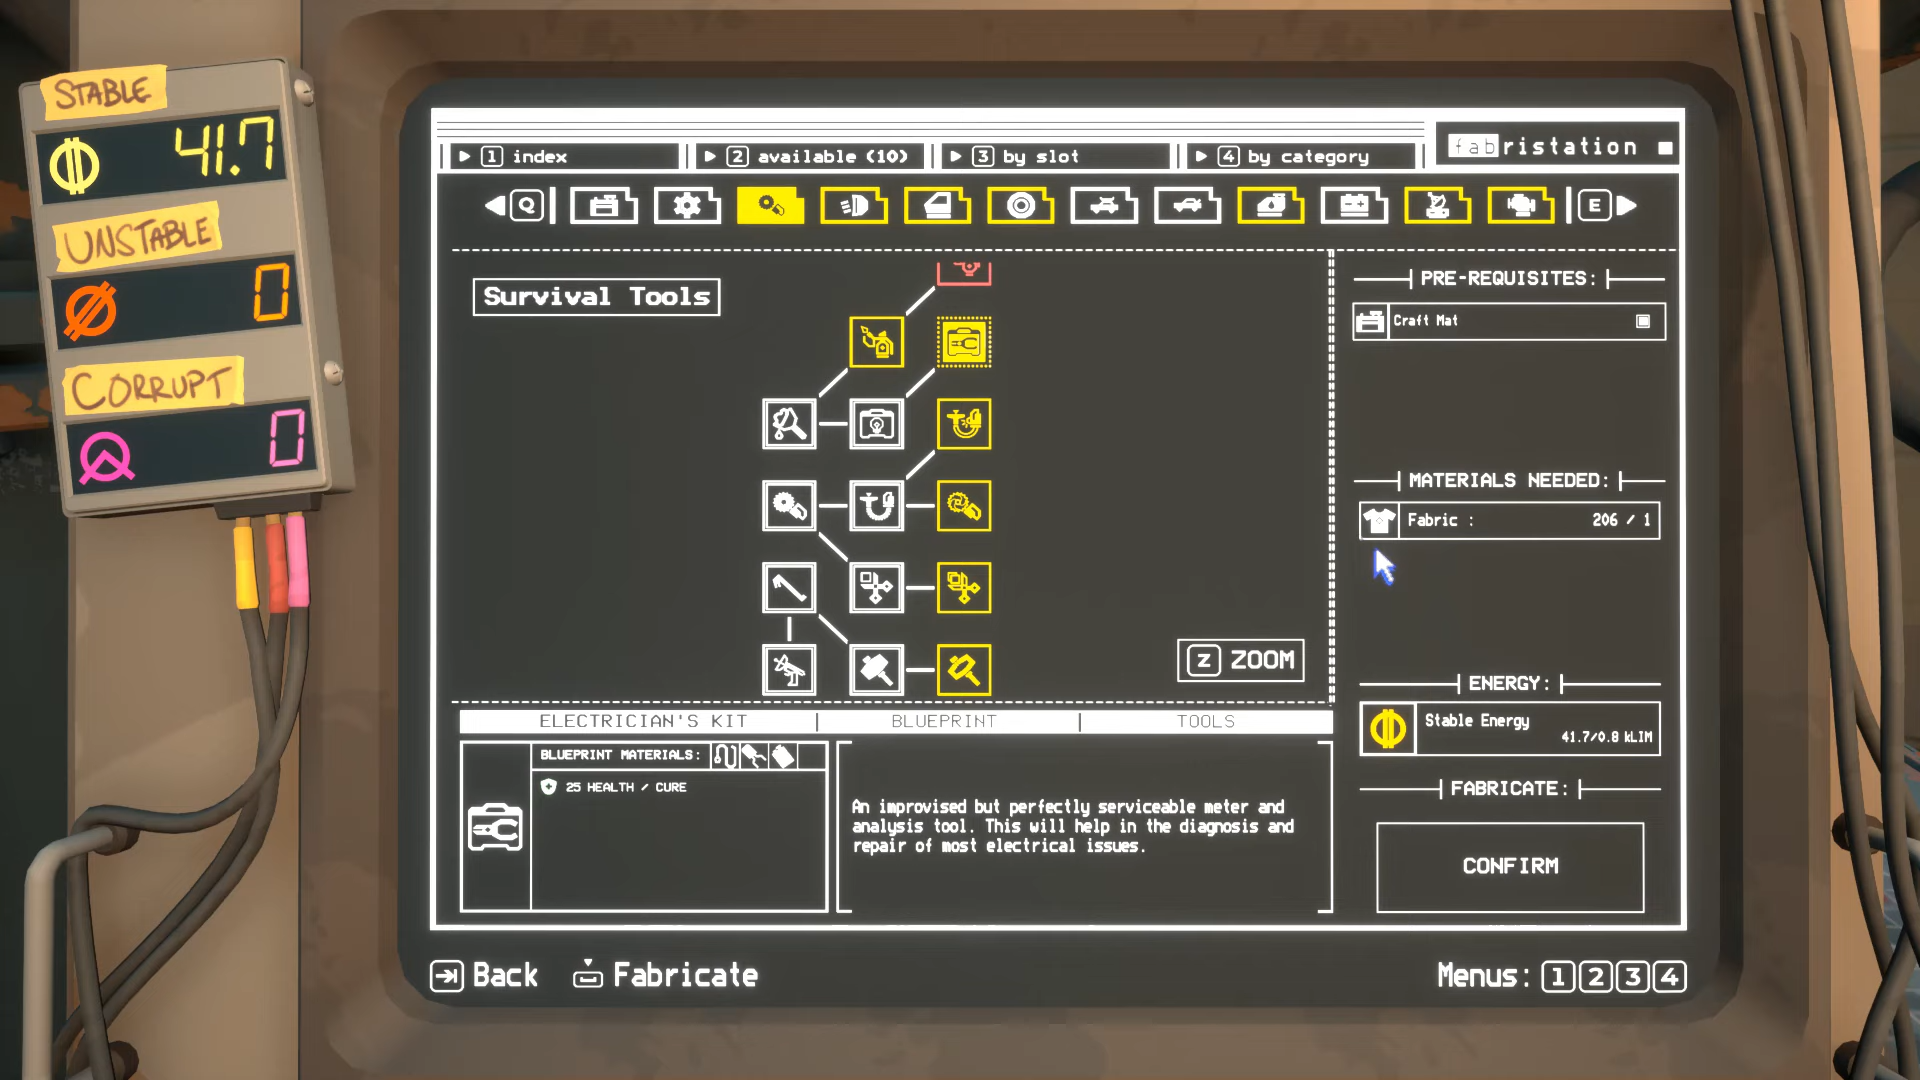 STABLE
41.7
UNSTABLE
0
CORRUPT
0
1 index
2 available (10)
3 by slot
4 by category
fabristation
Q
E
Survival Tools
Z ZOOM
PRE-REQUISITES:
Craft Mat
MATERIALS NEEDED:
Fabric : 206 / 1
ENERGY:
Stable Energy
41.7/0.8 kLIM
FABRICATE:
CONFIRM
ELECTRICIAN'S KIT | BLUEPRINT | TOOLS
BLUEPRINT MATERIALS:
25 HEALTH / CURE
An improvised but perfectly serviceable meter and
analysis tool. This will help in the diagnosis and
repair of most electrical issues.
Back Fabricate
Menus: 1 2 3 4